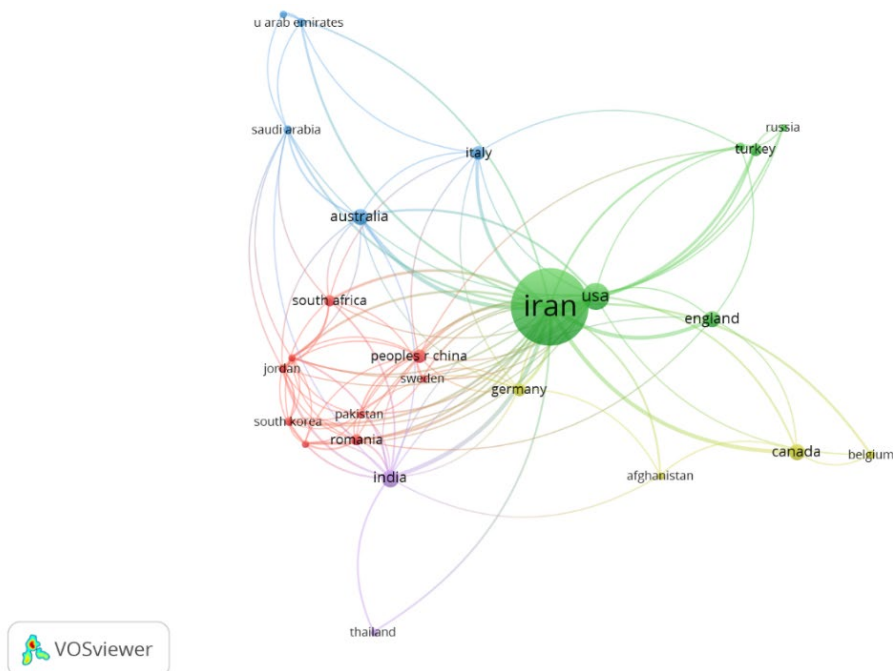 u arab emirates
russia
saudi arabia
turkey
italy
australia
iran
usa
south africa
england
peoples r china
jordan
sweden
germany
pakistan
south korea
romania
canada
belgium
india
afghanistan
thailand
VOSviewer